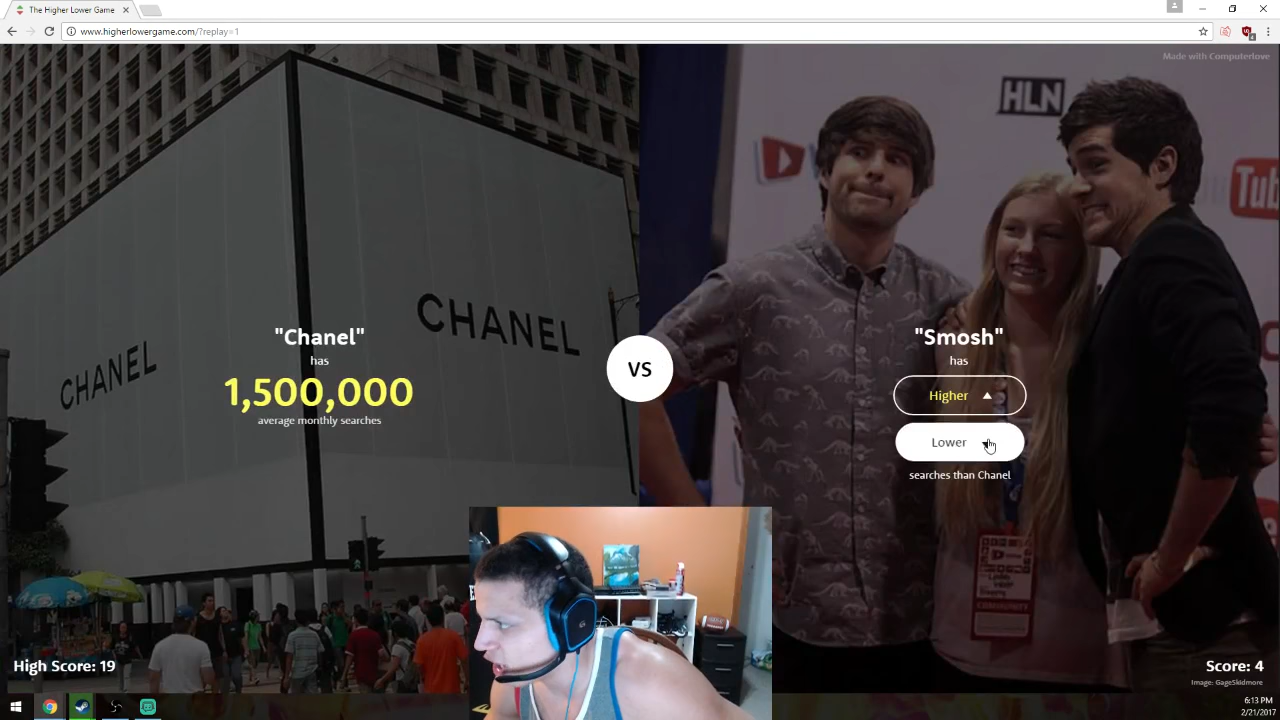 The Higher Lower Game
www.higherlowergame.com/?replay=1
Made with Computerlove
HLN
Tub
CHANEL
CHANEL
"Chanel"
has
1,500,000
average monthly searches
VS
"Smosh"
has
Higher
Lower
searches than Chanel
COMMUNITY
High Score: 19
Score: 4
Image: GageSkidmore
6:13 PM
2/21/2017